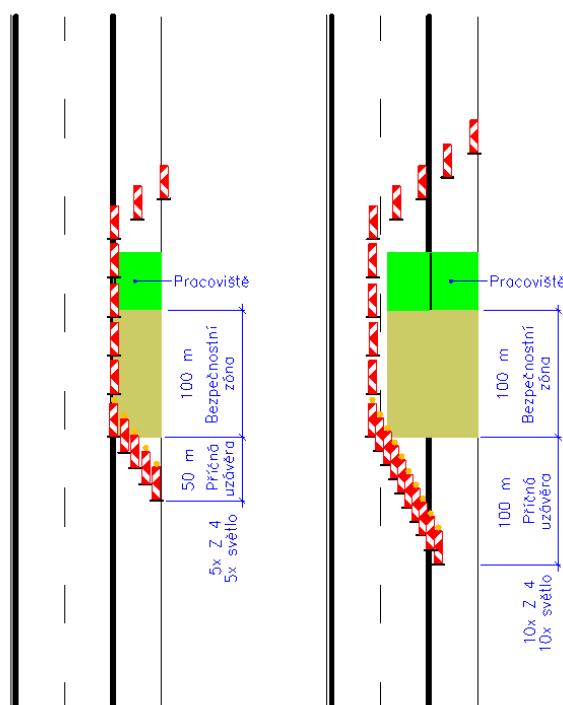 Pracoviště
100 m
Bezpečnostní
zóna
50 m
Příčná
uzávěra
5x Z 4
5x světlo
Pracoviště
100 m
Bezpečnostní
zóna
100 m
Příčná
uzávěra
10x Z 4
10x světlo